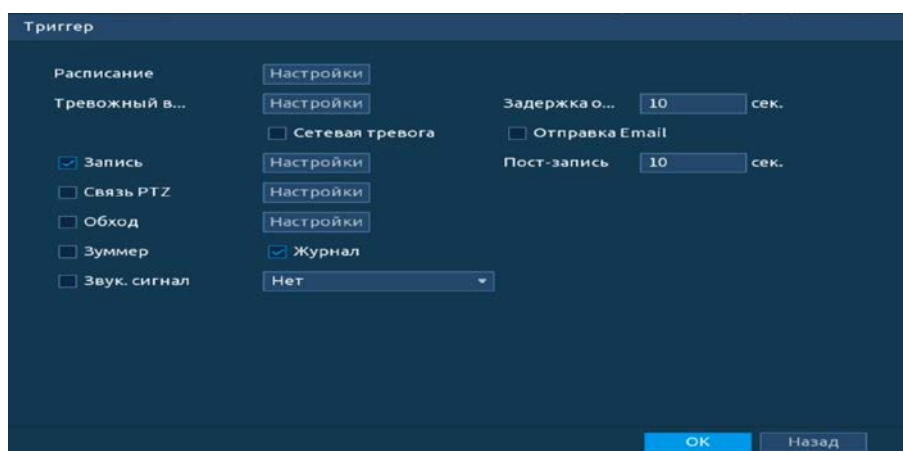 Триггер
Расписание Настройки
Тревожный в... Настройки Задержка о... 10 сек.
Сетевая тревога Отправка Email
Запись Настройки Пост-запись 10 сек.
Связь PTZ Настройки
Обход Настройки
Зуммер Журнал
Звук. сигнал Нет
OK Назад